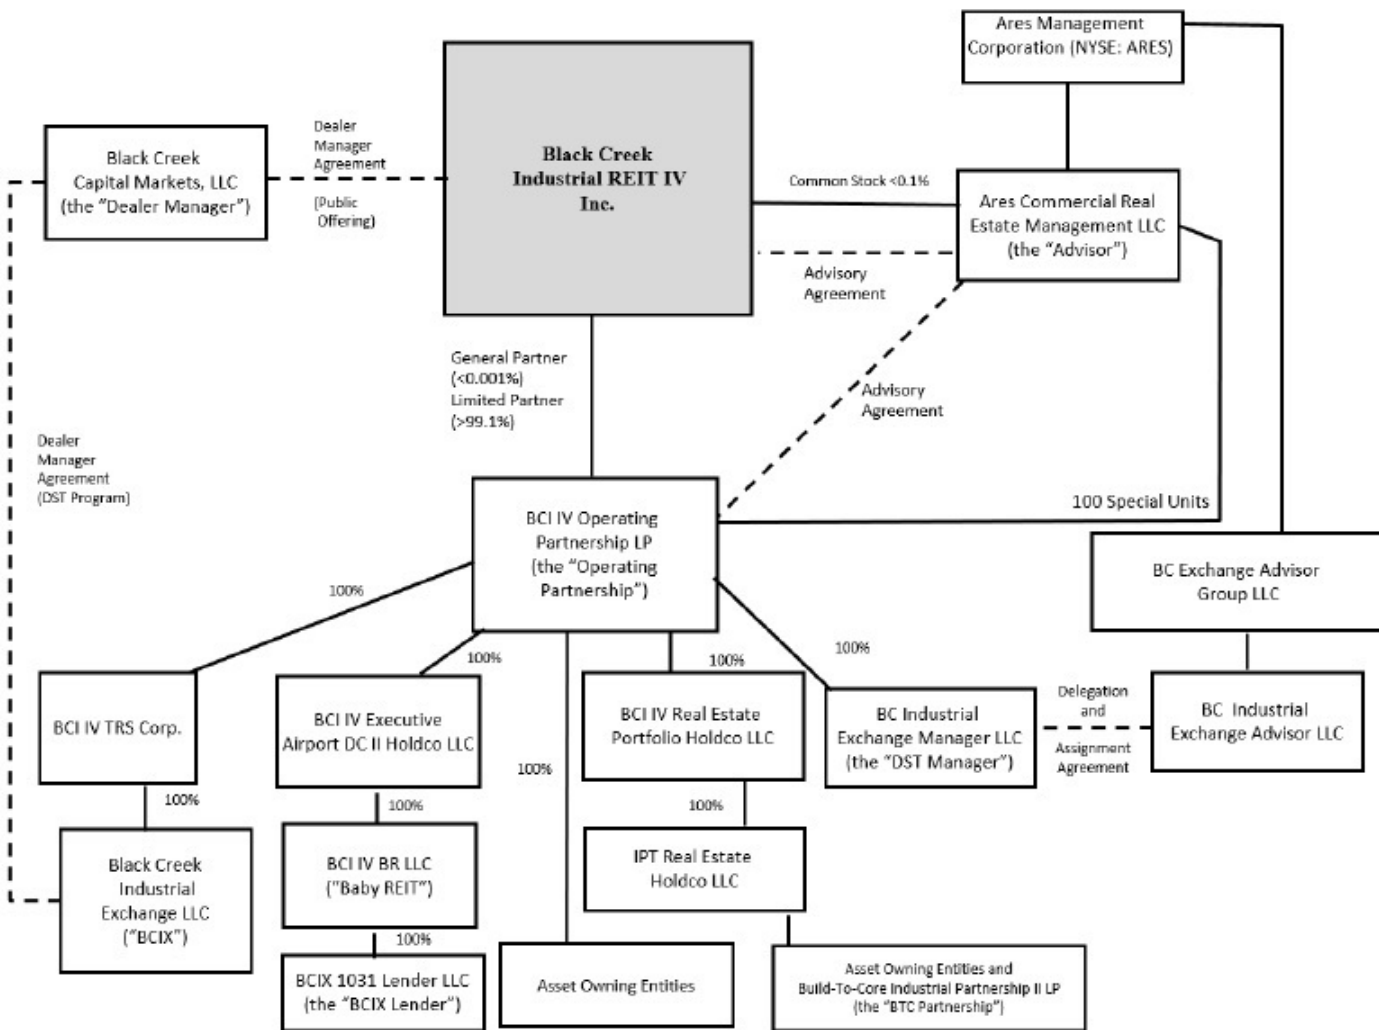 Ares Management
Corporation (NYSE: ARES)
Black Creek
Capital Markets, LLC
(the “Dealer Manager”)
Dealer
Manager
Agreement
(Public
Offering)
Black Creek
Industrial REIT IV
Inc.
Common Stock <0.1%
Ares Commercial Real
Estate Management LLC
(the “Advisor”)
Advisory
Agreement
General Partner
(<0.001%)
Limited Partner
(>99.1%)
Advisory
Agreement
Dealer
Manager
Agreement
(DST Program)
100 Special Units
BCI IV Operating
Partnership LP
(the “Operating
Partnership”)
BC Exchange Advisor
Group LLC
100%
100%
100%
100%
100%
BCI IV TRS Corp.
BCI IV Executive
Airport DC II Holdco LLC
BCI IV Real Estate
Portfolio Holdco LLC
BC Industrial
Exchange Manager LLC
(the “DST Manager”)
Delegation
and
Assignment
Agreement
BC Industrial
Exchange Advisor LLC
100%
100%
100%
Black Creek
Industrial
Exchange LLC
(“BCIX”)
BCI IV BR LLC
(“Baby REIT”)
IPT Real Estate
Holdco LLC
100%
BCIX 1031 Lender LLC
(the “BCIX Lender”)
Asset Owning Entities
Asset Owning Entities and
Build-To-Core Industrial Partnership II LP
(the “BTC Partnership”)